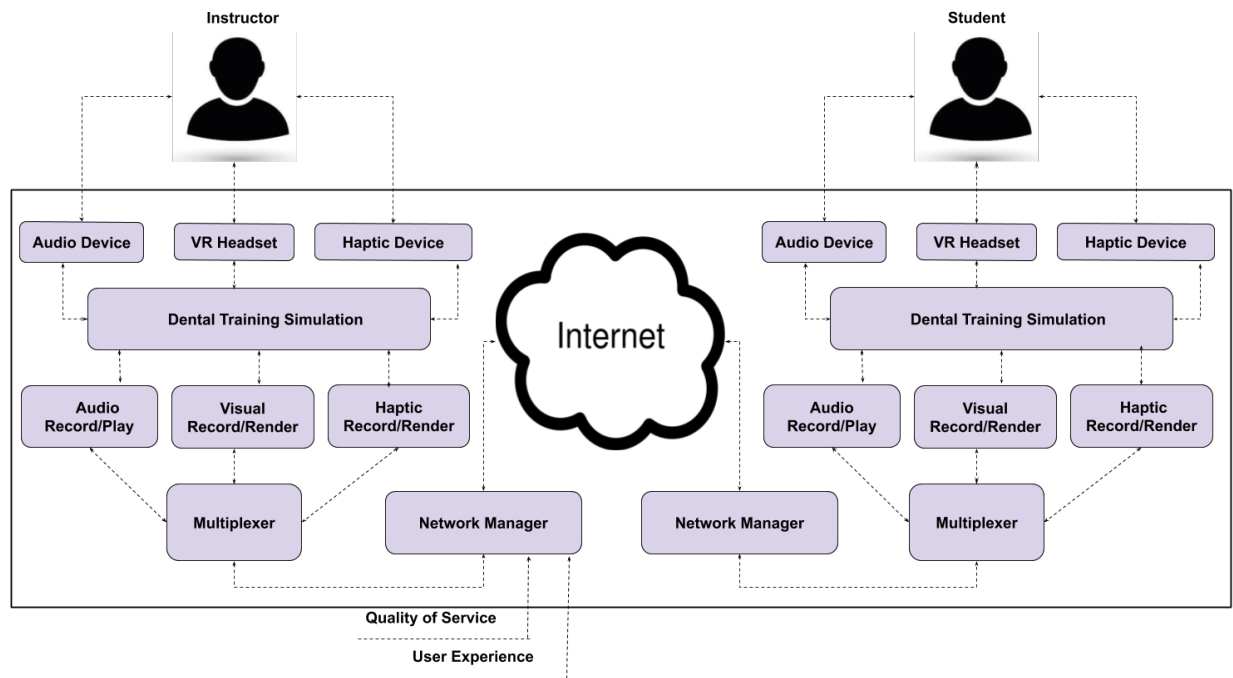 Instructor
Student
Audio Device
VR Headset
Haptic Device
Audio Device
VR Headset
Haptic Device
Dental Training Simulation
Internet
Dental Training Simulation
Audio
Record/Play
Visual
Record/Render
Haptic
Record/Render
Audio
Record/Play
Visual
Record/Render
Haptic
Record/Render
Multiplexer
Network Manager
Network Manager
Multiplexer
Quality of Service
User Experience